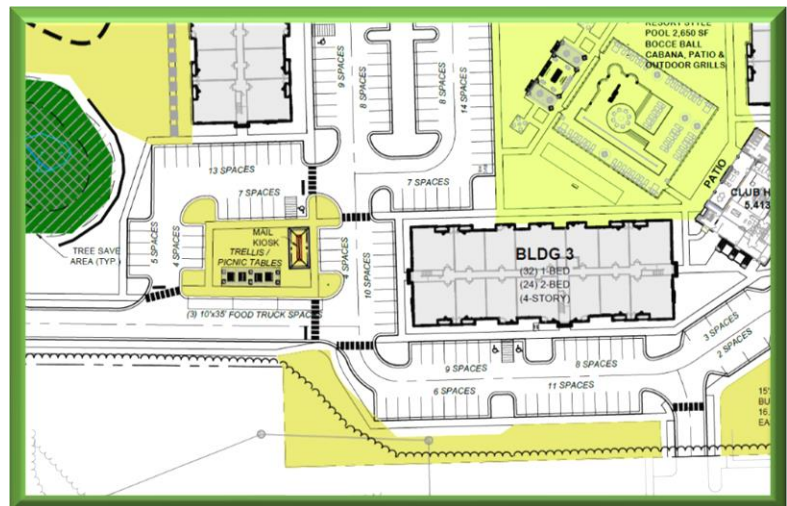 RESORT STYLE
POOL 2,650 SF
BOCCE BALL
CABANA, PATIO &
OUTDOOR GRILLS
9 SPACES
8 SPACES
8 SPACES
14 SPACES
13 SPACES
7 SPACES
7 SPACES
PATIO
CLUB H
5,413
TREE SAVE
AREA (TYP.)
5 SPACES
4 SPACES
MAIL
KIOSK
TRELLIS /
PICNIC TABLES
4 SPACES
10 SPACES
BLDG 3
(32) 1-BED
(24) 2-BED
(4-STORY)
(3) 10'x35' FOOD TRUCK SPACES
H
3 SPACES
2 SPACES
9 SPACES
8 SPACES
6 SPACES
11 SPACES
15'
BU
16.
EA